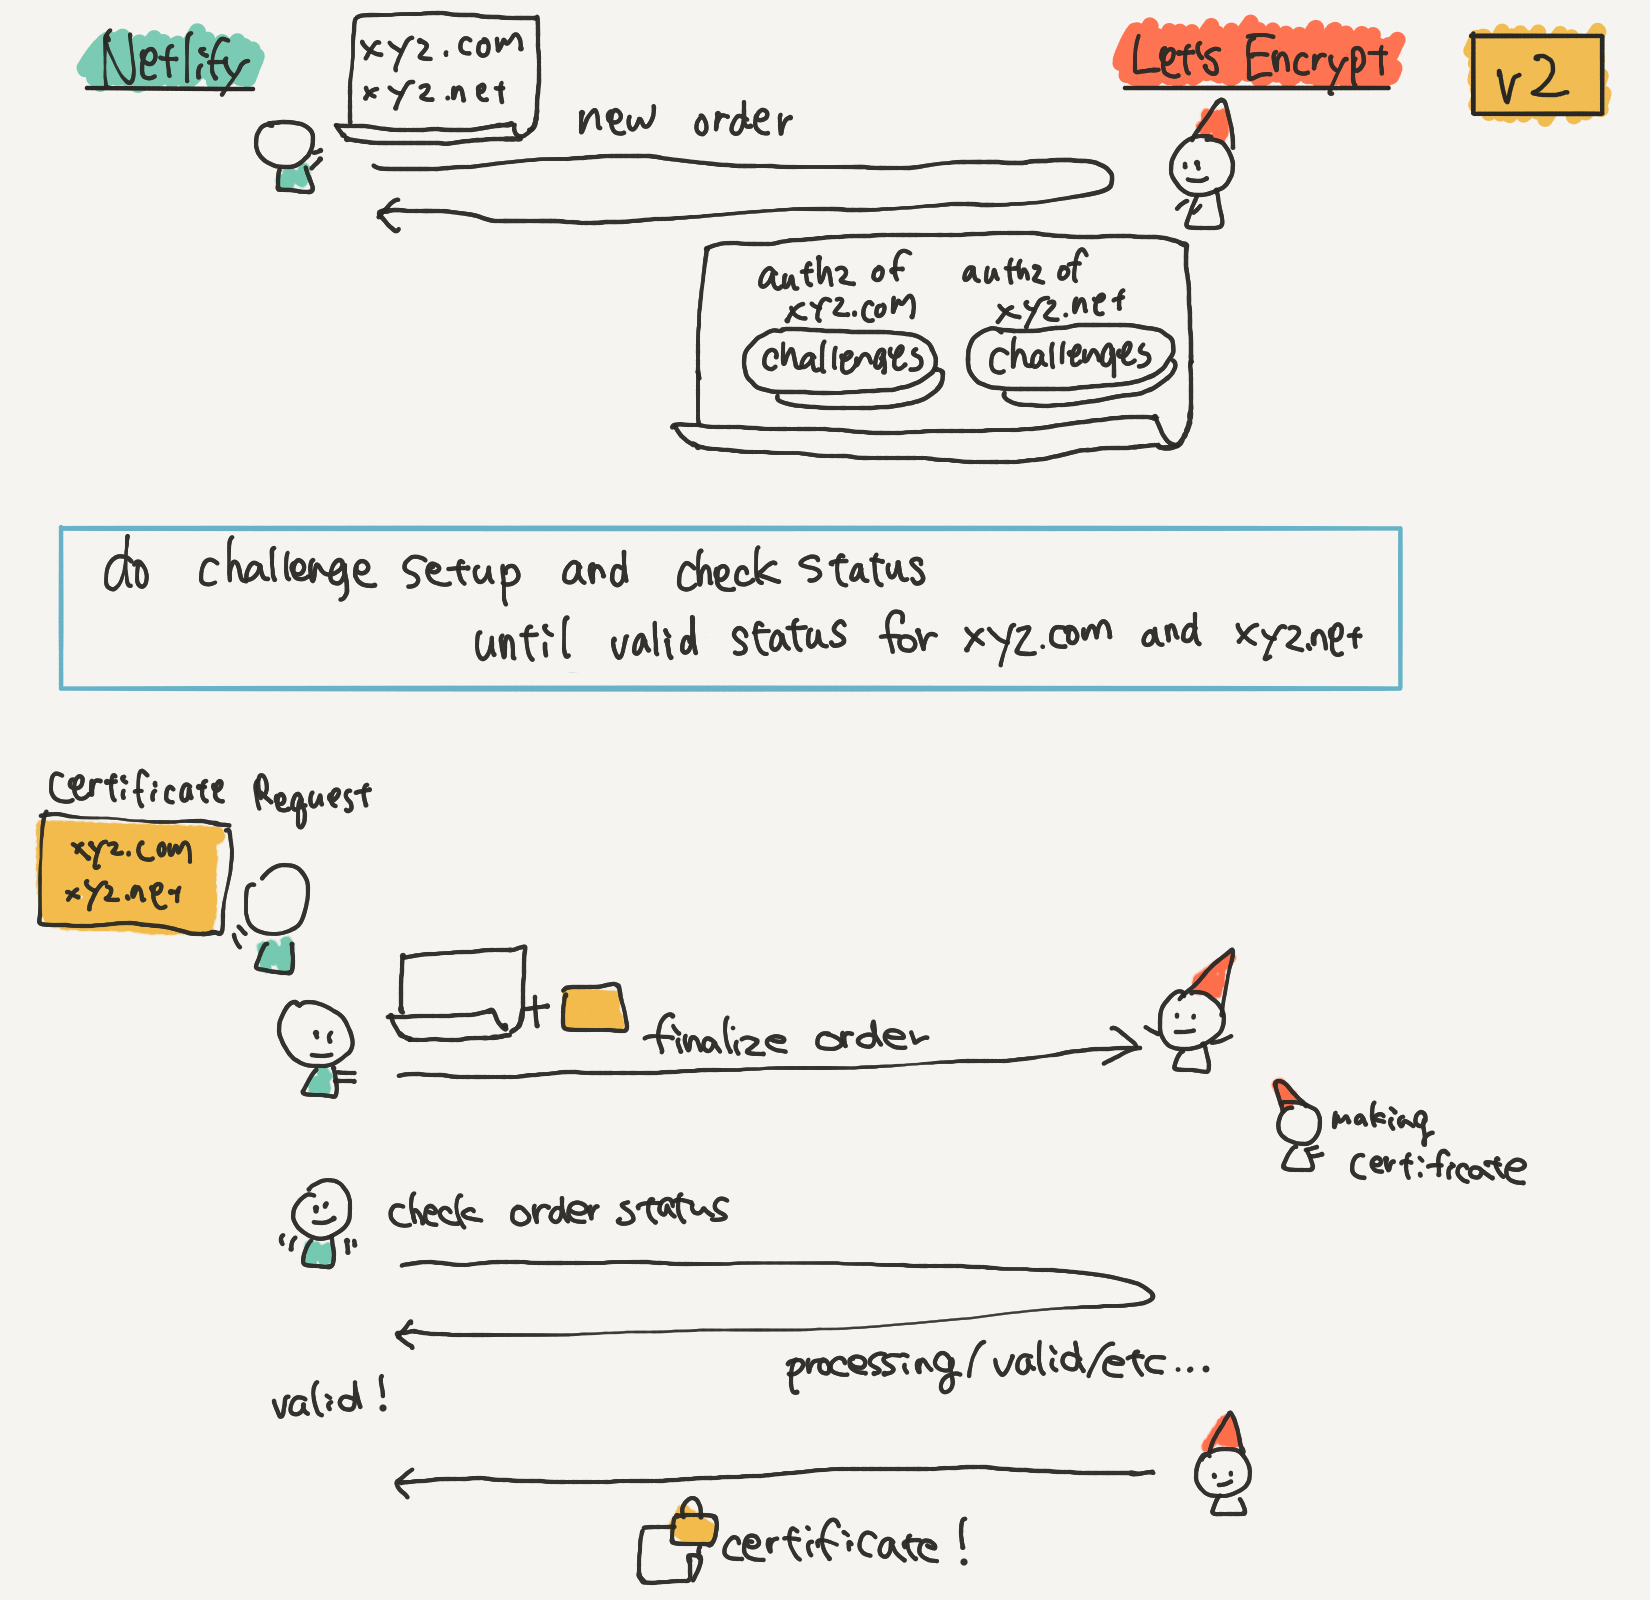 Netlify
xyz.com
xyz.net
Let's Encrypt
v2
new order
authz of
xyz.com
challenges
authz of
xyz.net
challenges
do challenge setup and check status
until valid status for xyz.com and xyz.net
Certificate Request
xyz.com
xyz.net
+
finalize order
making
certificate
check order status
processing/valid/etc...
valid!
certificate!